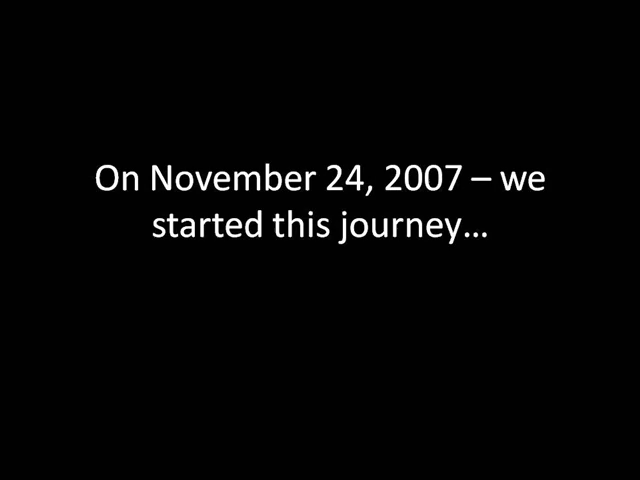 On November 24, 2007 – we
started this journey…